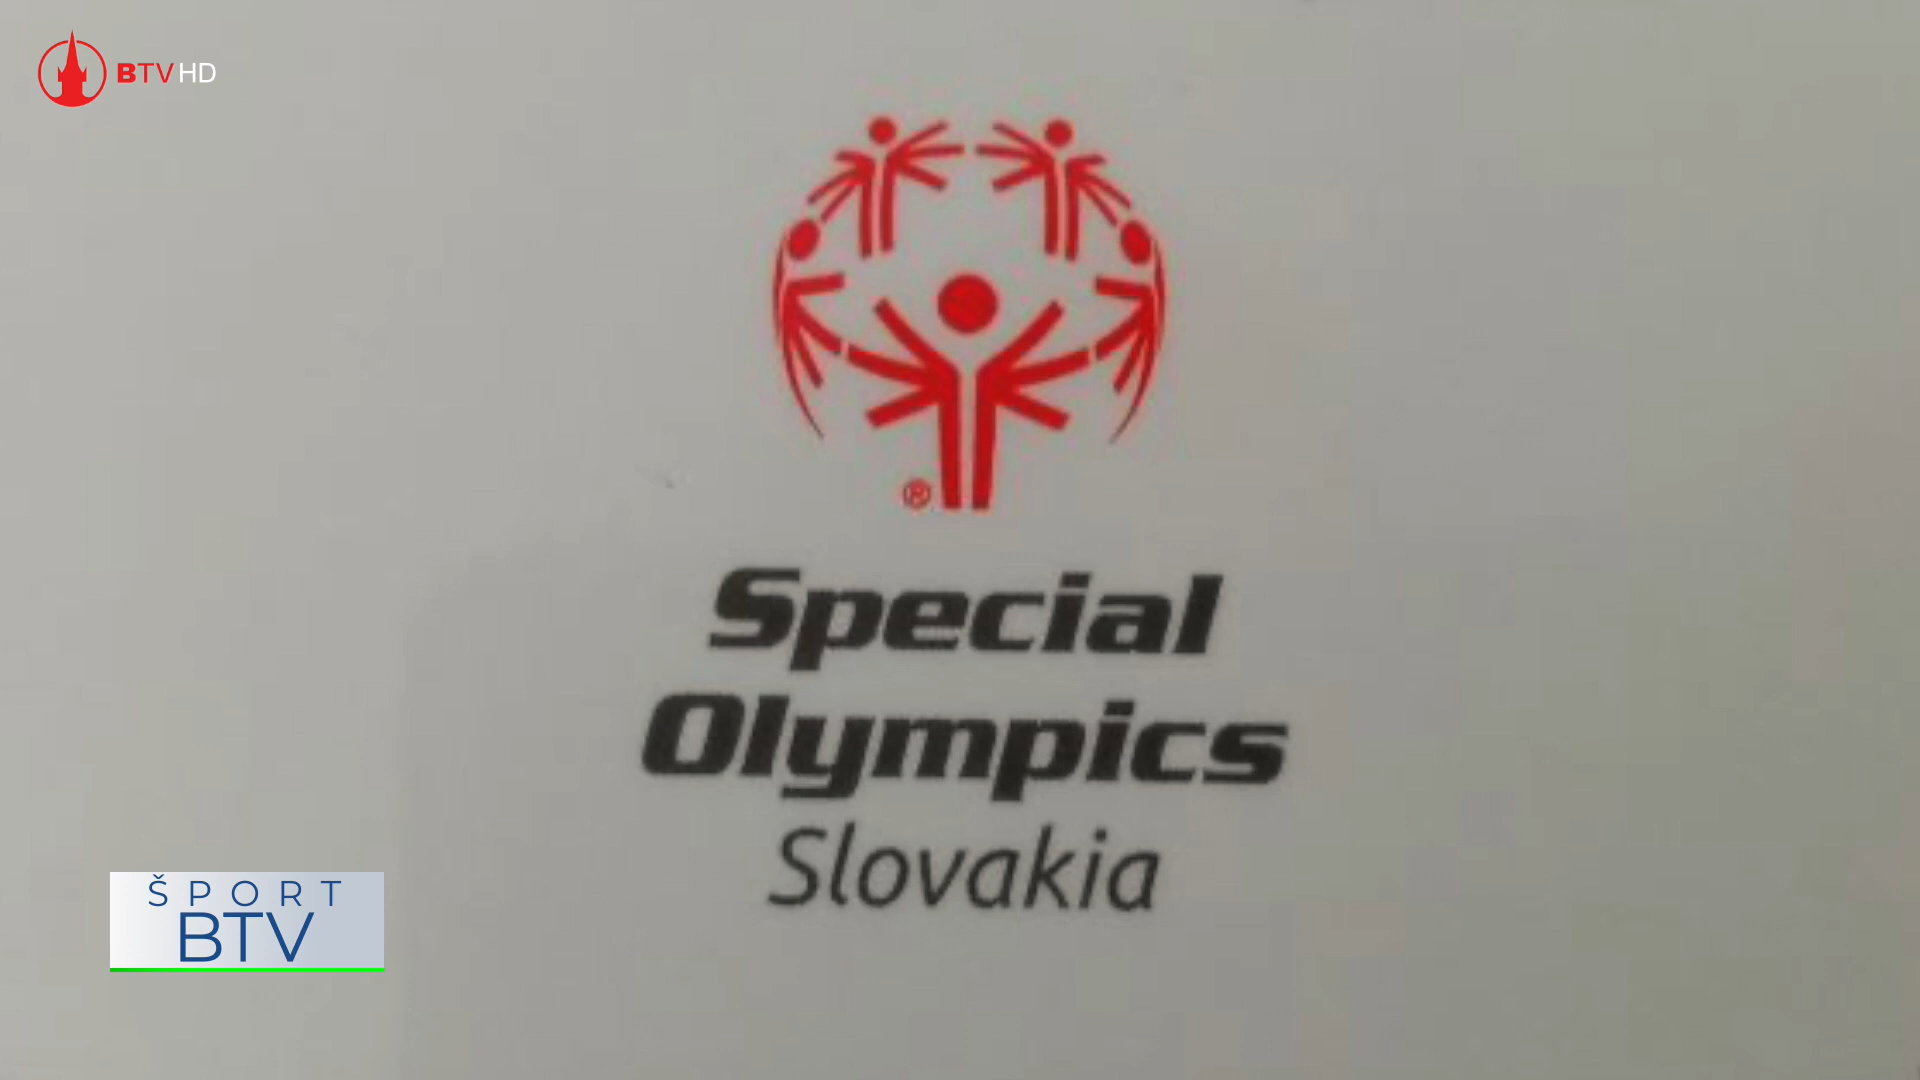 BTV HD
®
Special
Olympics
Slovakia
ŠPORT
BTV